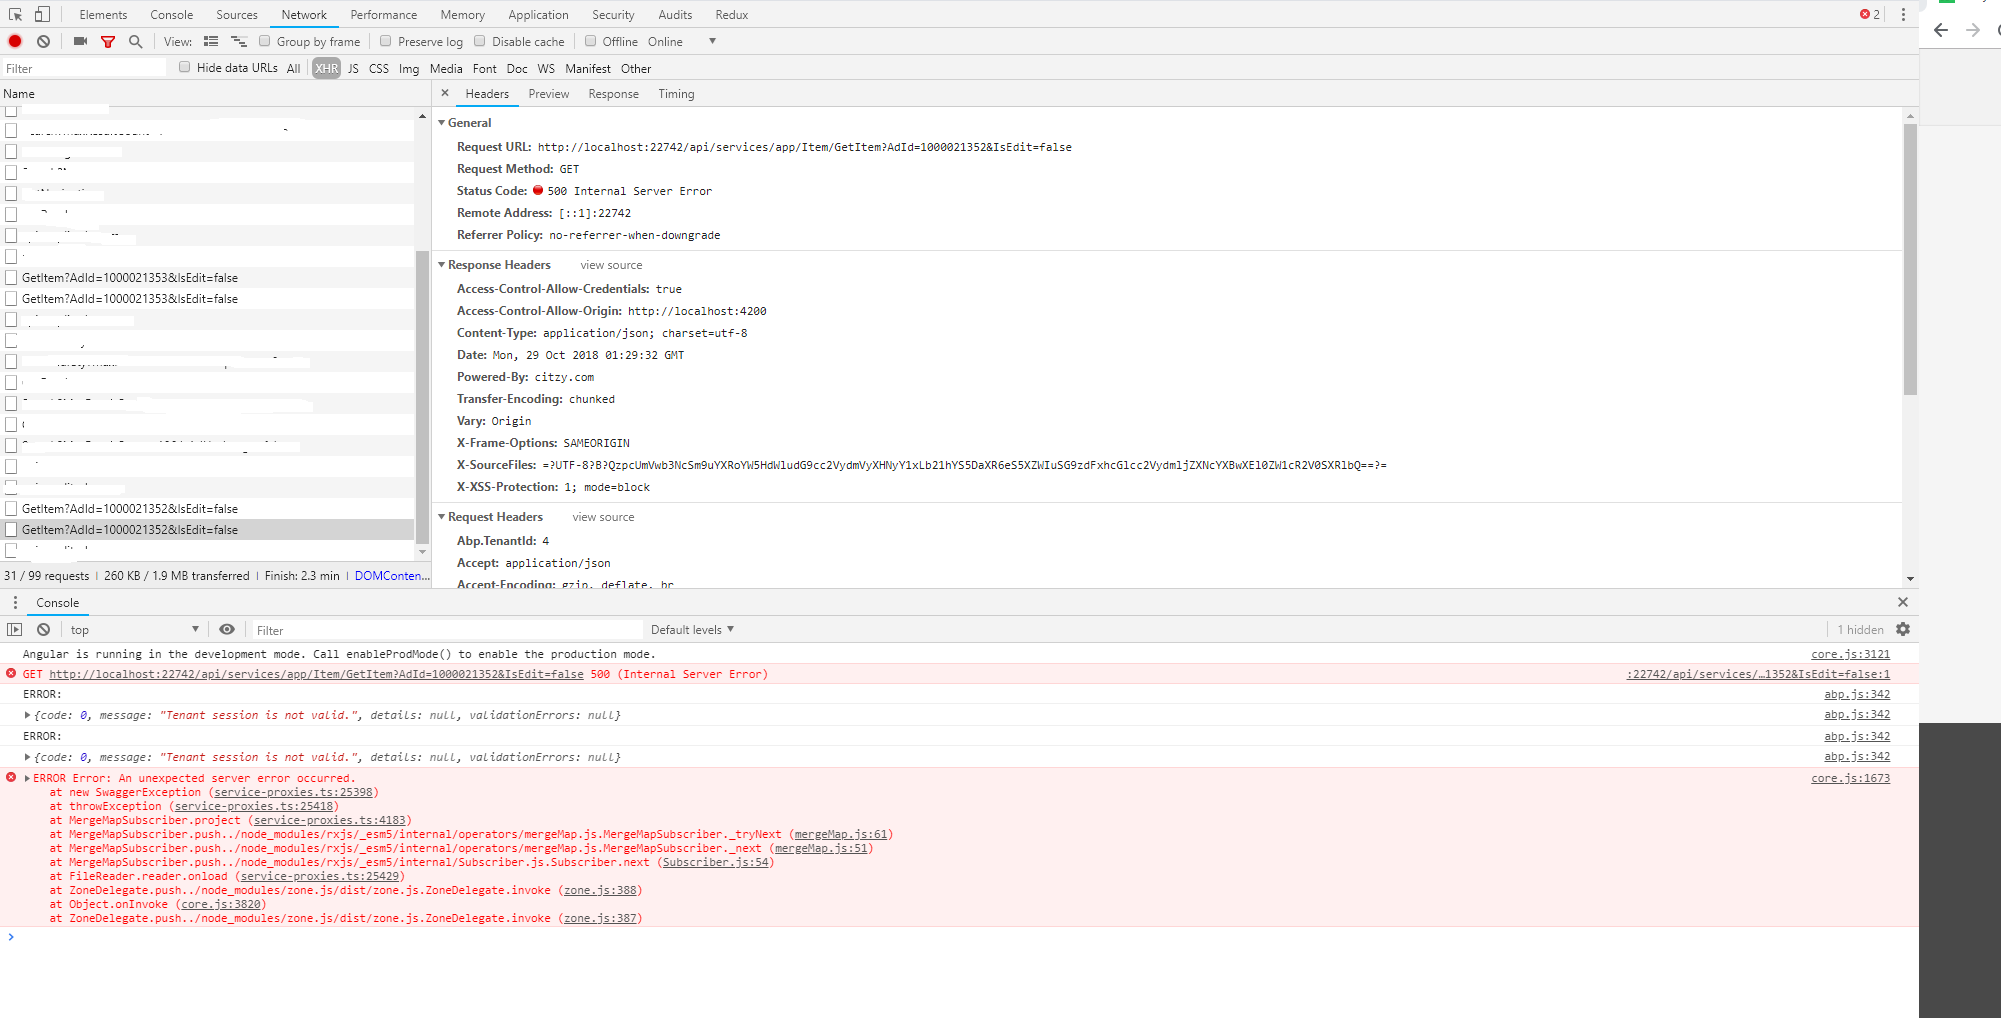 Elements Console Sources Network Performance Memory Application Security Audits Redux 2
View: Group by frame Preserve log Disable cache Offline Online
Filter Hide data URLs All XHR JS CSS Img Media Font Doc WS Manifest Other
Name
Headers Preview Response Timing
General
Request URL: http://localhost:22742/api/services/app/Item/GetItem?AdId=1000021352&IsEdit=false
Request Method: GET
Status Code: 500 Internal Server Error
Remote Address: [::1]:22742
Referrer Policy: no-referrer-when-downgrade
Response Headers view source
Access-Control-Allow-Credentials: true
Access-Control-Allow-Origin: http://localhost:4200
Content-Type: application/json; charset=utf-8
Date: Mon, 29 Oct 2018 01:29:32 GMT
Powered-By: citzy.com
Transfer-Encoding: chunked
Vary: Origin
X-Frame-Options: SAMEORIGIN
X-SourceFiles:
X-XSS-Protection: 1; mode=block
Request Headers view source
Abp.TenantId: 4
Accept: application/json
Accept-Encoding: gzip, deflate, br
GetItem?AdId=1000021353&IsEdit=false
GetItem?AdId=1000021353&IsEdit=false
GetItem?AdId=1000021352&IsEdit=false
GetItem?AdId=1000021352&IsEdit=false
31 / 99 requests | 260 KB / 1.9 MB transferred | Finish: 2.3 min | DOMConten...
Console
top Filter Default levels 1 hidden
Angular is running in the development mode. Call enableProdMode() to enable the production mode. core.js:3121
GET http://localhost:22742/api/services/app/Item/GetItem?AdId=1000021352&IsEdit=false 500 (Internal Server Error) :22742/api/services/…1352&IsEdit=false:1
ERROR: abp.js:342
{code: 0, message: "Tenant session is not valid.", details: null, validationErrors: null} abp.js:342
ERROR: abp.js:342
{code: 0, message: "Tenant session is not valid.", details: null, validationErrors: null} abp.js:342
ERROR Error: An unexpected server error occurred. core.js:1673
at new SwaggerException (service-proxies.ts:25398)
at throwException (service-proxies.ts:25418)
at MergeMapSubscriber.project (service-proxies.ts:4183)
at MergeMapSubscriber.push../node_modules/rxjs/_esm5/internal/operators/mergeMap.js.MergeMapSubscriber._tryNext (mergeMap.js:61)
at MergeMapSubscriber.push../node_modules/rxjs/_esm5/internal/operators/mergeMap.js.MergeMapSubscriber._next (mergeMap.js:51)
at MergeMapSubscriber.push../node_modules/rxjs/_esm5/internal/Subscriber.js.Subscriber.next (Subscriber.js:54)
at FileReader.reader.onload (service-proxies.ts:25429)
at ZoneDelegate.push../node_modules/zone.js/dist/zone.js.ZoneDelegate.invoke (zone.js:388)
at Object.onInvoke (core.js:3820)
at ZoneDelegate.push../node_modules/zone.js/dist/zone.js.ZoneDelegate.invoke (zone.js:387)